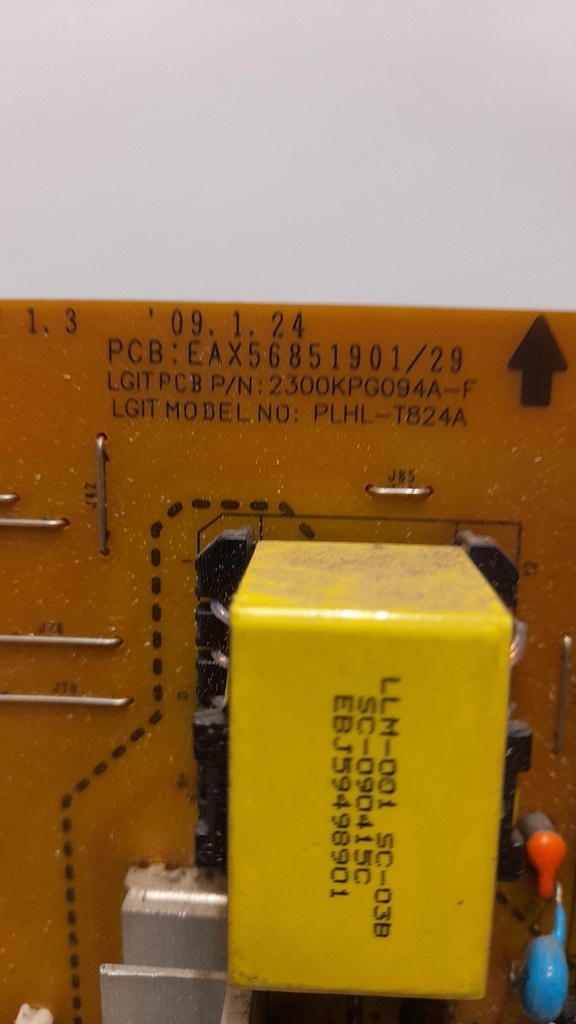 1.3 '09.1.24
PCB:EAX56851901/29
LGIT PCB P/N:2300KPG094A-F
LGIT MODEL NO: PLHL-T824A
J85
LLM-001 SC-03B
SC-090415C
EBJ59498901